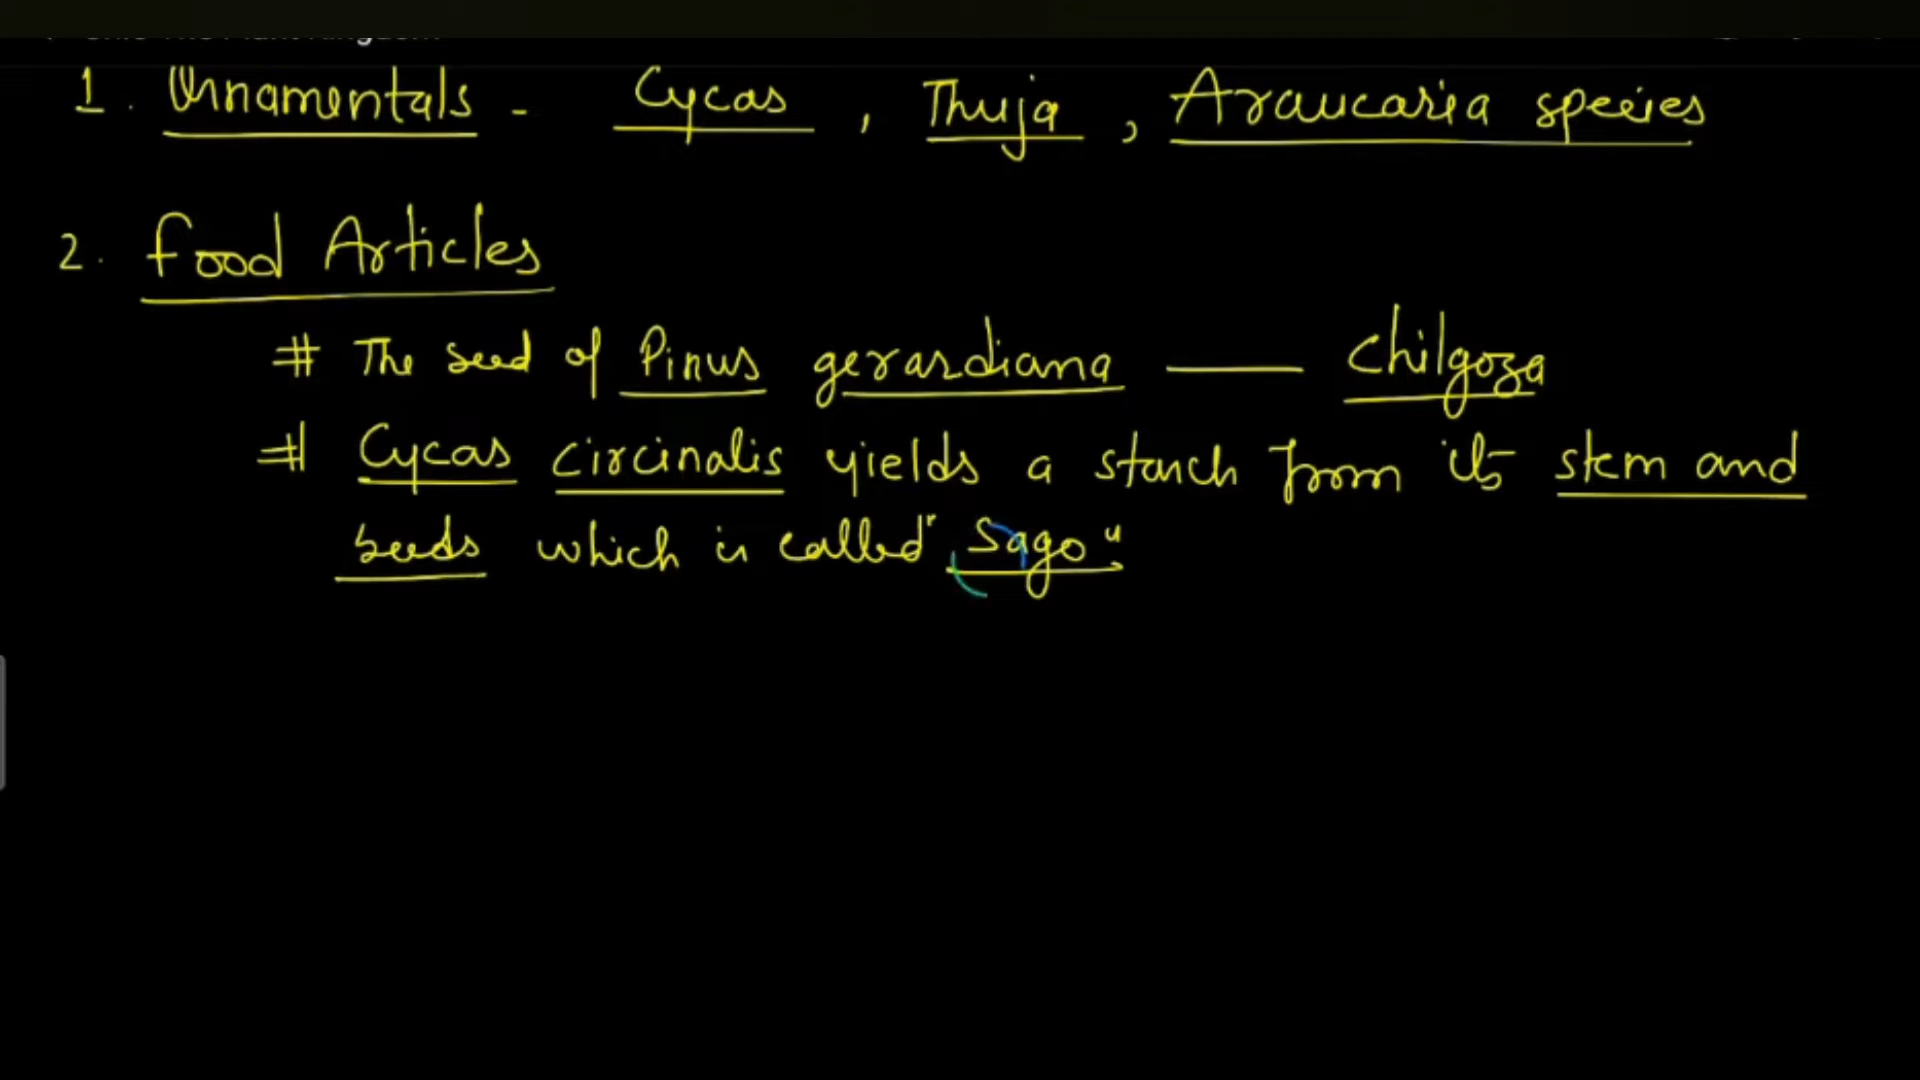 1. Ornamentals - Cycas, Thuja, Araucaria species
2. Food Articles
# The seed of Pinus gerardiana — Chilgoza
# Cycas circinalis yields a starch from its stem and
seeds which is called "Sago"